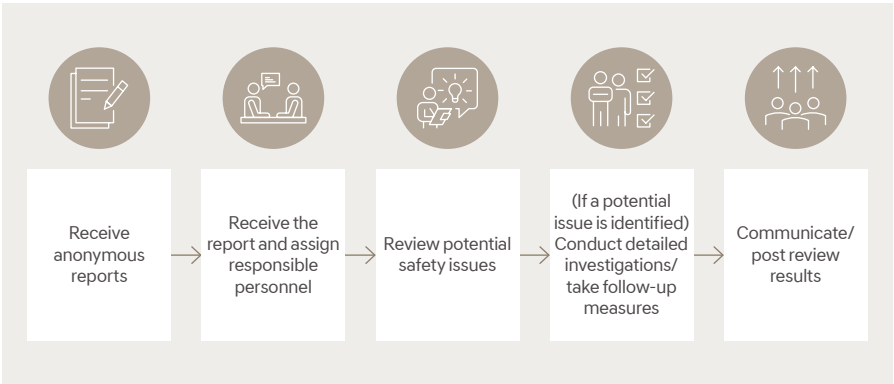 Receive
anonymous
reports
Receive the
report and assign
responsible
personnel
Review potential
safety issues
(If a potential
issue is identified)
Conduct detailed
investigations/
take follow-up
measures
Communicate/
post review
results